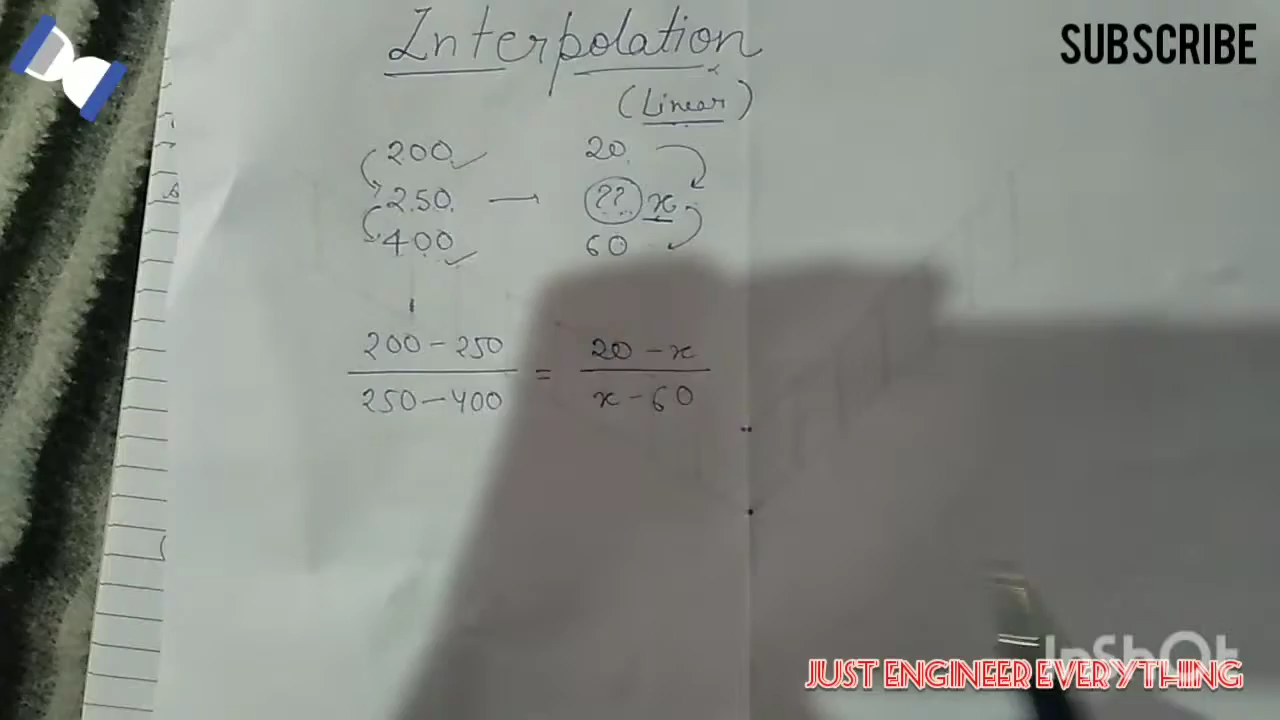 Interpolation
SUBSCRIBE
(Linear)
200 20
250 → ?? x
400 60
200 - 250 / 250 - 400 = 20 - x / x - 60
InShOt
JUST ENGINEER EVERYTHING